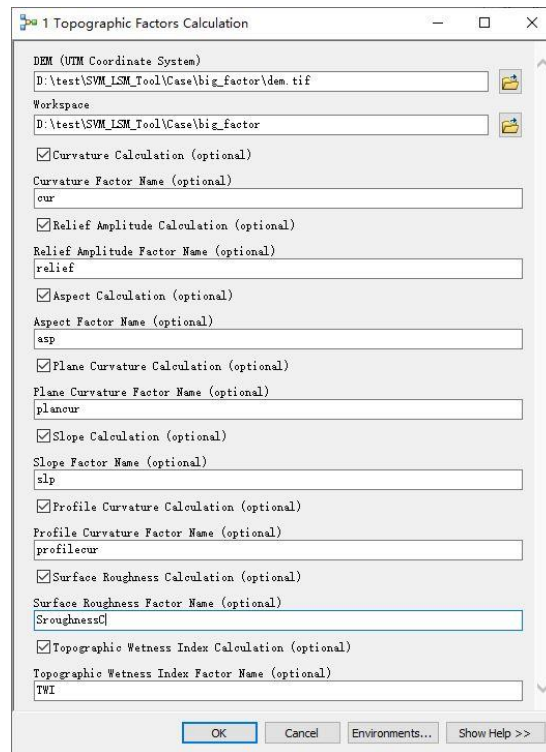 1 Topographic Factors Calculation
DEM (UTM Coordinate System)
D:\test\SVM_LSM_Tool\Case\big_factor\dem.tif
Workspace
D:\test\SVM_LSM_Tool\Case\big_factor
Curvature Calculation (optional)
Curvature Factor Name (optional)
cur
Relief Amplitude Calculation (optional)
Relief Amplitude Factor Name (optional)
relief
Aspect Calculation (optional)
Aspect Factor Name (optional)
asp
Plane Curvature Calculation (optional)
Plane Curvature Factor Name (optional)
plancur
Slope Calculation (optional)
Slope Factor Name (optional)
slp
Profile Curvature Calculation (optional)
Profile Curvature Factor Name (optional)
profilecur
Surface Roughness Calculation (optional)
Surface Roughness Factor Name (optional)
SroughnessC
Topographic Wetness Index Calculation (optional)
Topographic Wetness Index Factor Name (optional)
TWI
OK Cancel Environments... Show Help >>